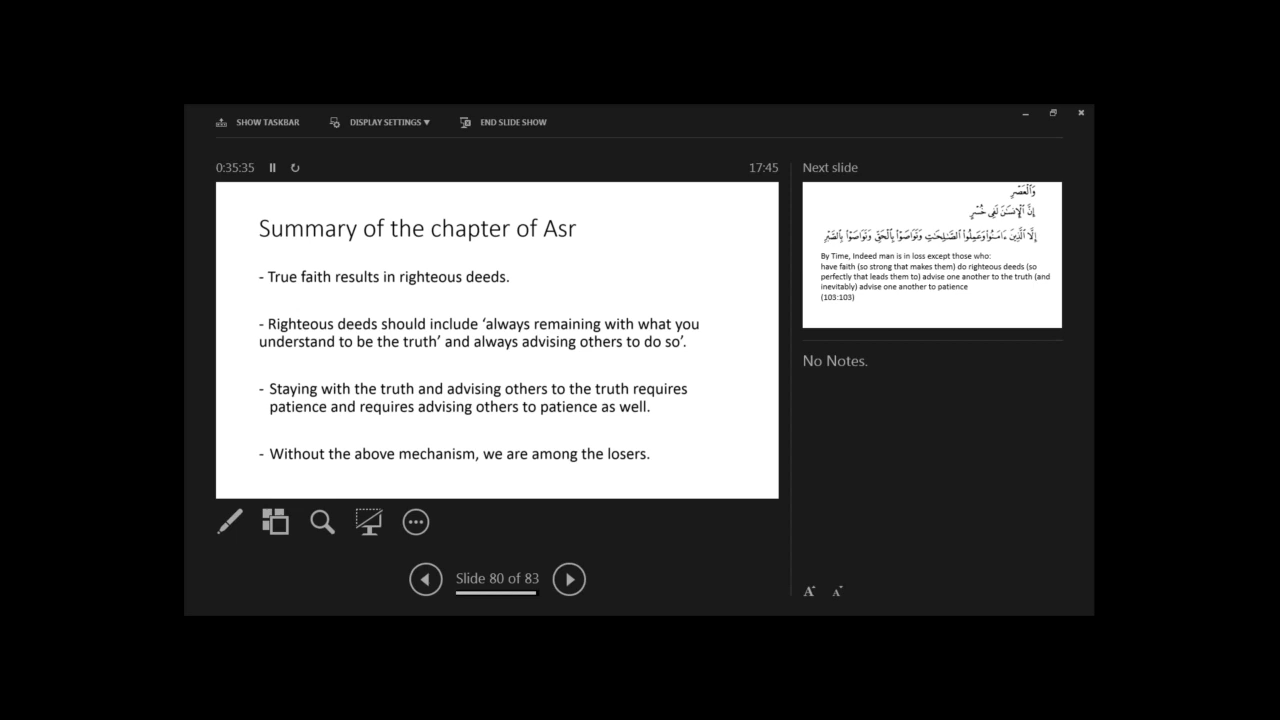 SHOW TASKBAR DISPLAY SETTINGS ▼ END SLIDE SHOW
0:35:35 17:45 Next slide
Summary of the chapter of Asr
- True faith results in righteous deeds.
- Righteous deeds should include ‘always remaining with what you
understand to be the truth’ and always advising others to do so’.
- Staying with the truth and advising others to the truth requires
patience and requires advising others to patience as well.
- Without the above mechanism, we are among the losers.
وَٱلْعَصْرِ
إِنَّ ٱلْإِنسَـٰنَ لَفِى خُسْرٍ
إِلَّا ٱلَّذِينَ ءَامَنُوا۟ وَعَمِلُوا۟ ٱلصَّـٰلِحَـٰتِ وَتَوَاصَوْا۟ بِٱلْحَقِّ وَتَوَاصَوْا۟ بِٱلصَّبْرِ
By Time, Indeed man is in loss except those who:
have faith (so strong that makes them) do righteous deeds (so
perfectly that leads them to) advise one another to the truth (and
inevitably) advise one another to patience
(103:103)
No Notes.
Slide 80 of 83
A A